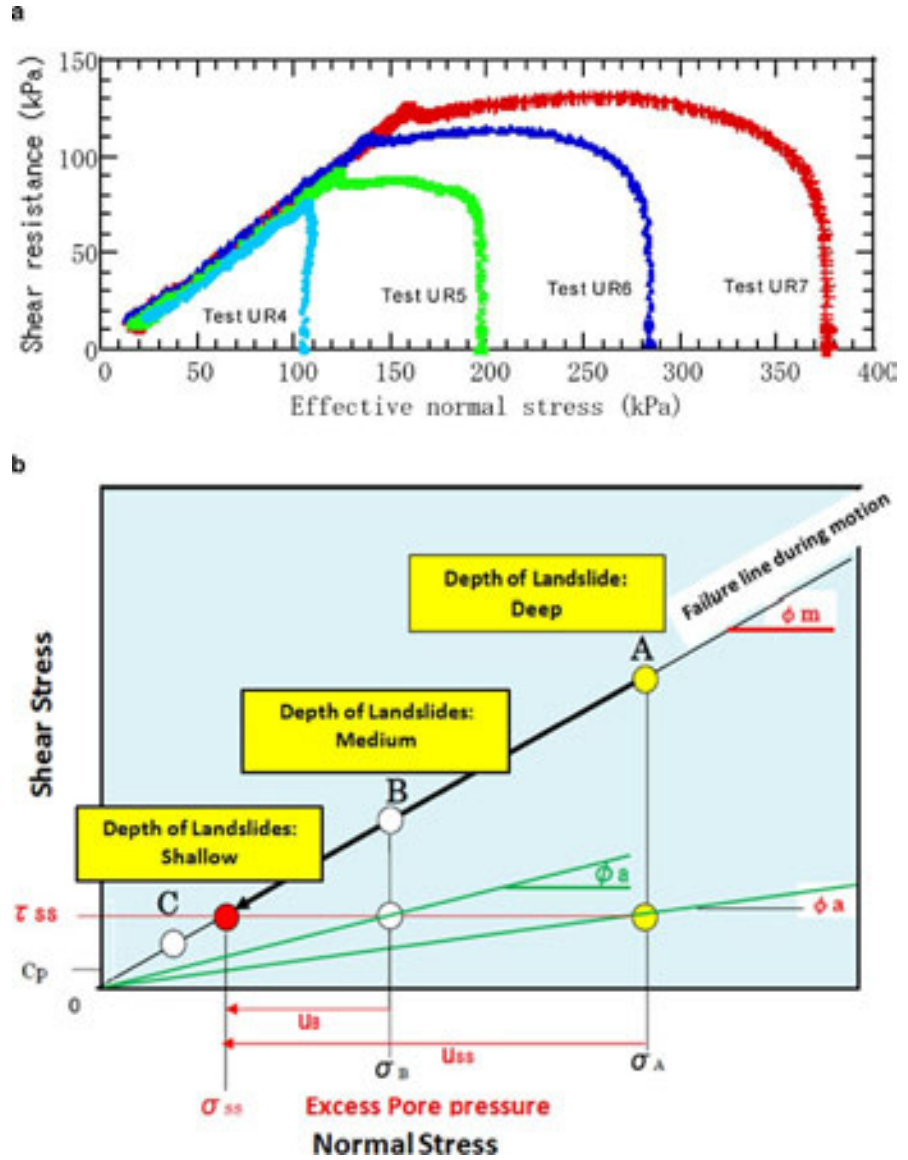 a
150
100
50
0
Shear resistance (kPa)
Test UR4
Test UR5
Test UR6
Test UR7
0 50 100 150 200 250 300 350 400
Effective normal stress (kPa)
b
Failure line during motion
Depth of Landslide:
Deep
ϕ m
A
Depth of Landslides:
Medium
B
Depth of Landslides:
Shallow
C
Shear Stress
ϕ a
τ ss
ϕ a
Cp
0
uB
uss
σ B
σ A
σ ss
Excess Pore pressure
Normal Stress